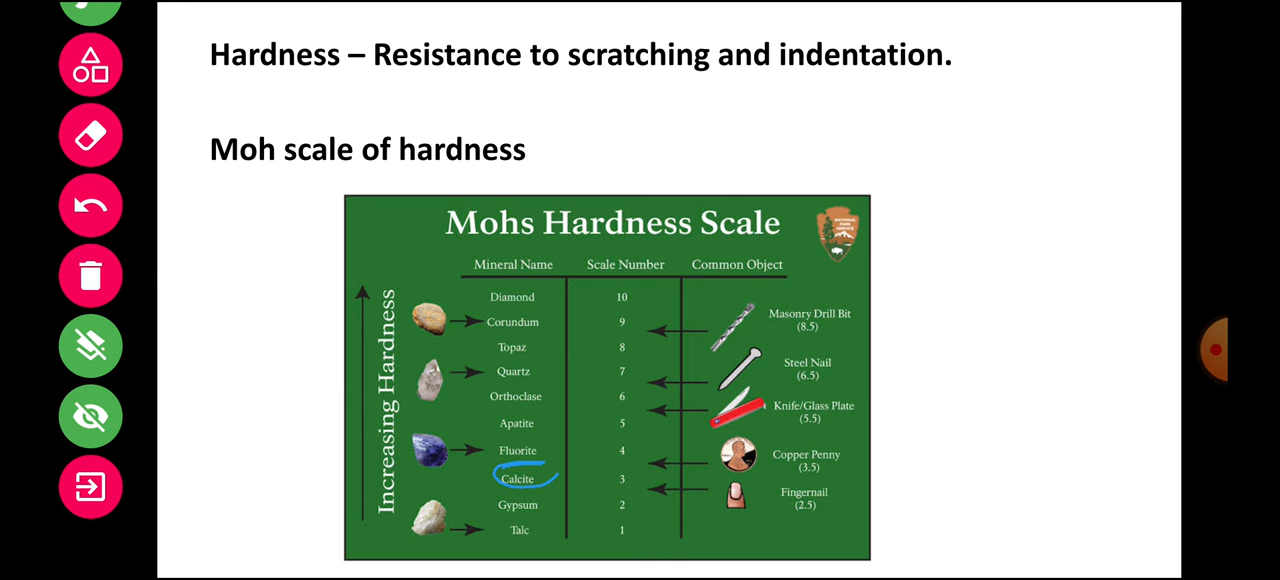 Hardness – Resistance to scratching and indentation.
Moh scale of hardness
Mohs Hardness Scale
NATIONAL
PARK
SERVICE
Mineral Name Scale Number Common Object
Increasing Hardness
Diamond 10
Masonry Drill Bit
(8.5)
Corundum 9
Topaz 8
Steel Nail
(6.5)
Quartz 7
Orthoclase 6
Knife/Glass Plate
(5.5)
Apatite 5
Fluorite 4
Copper Penny
(3.5)
Calcite 3
Fingernail
(2.5)
Gypsum 2
Talc 1